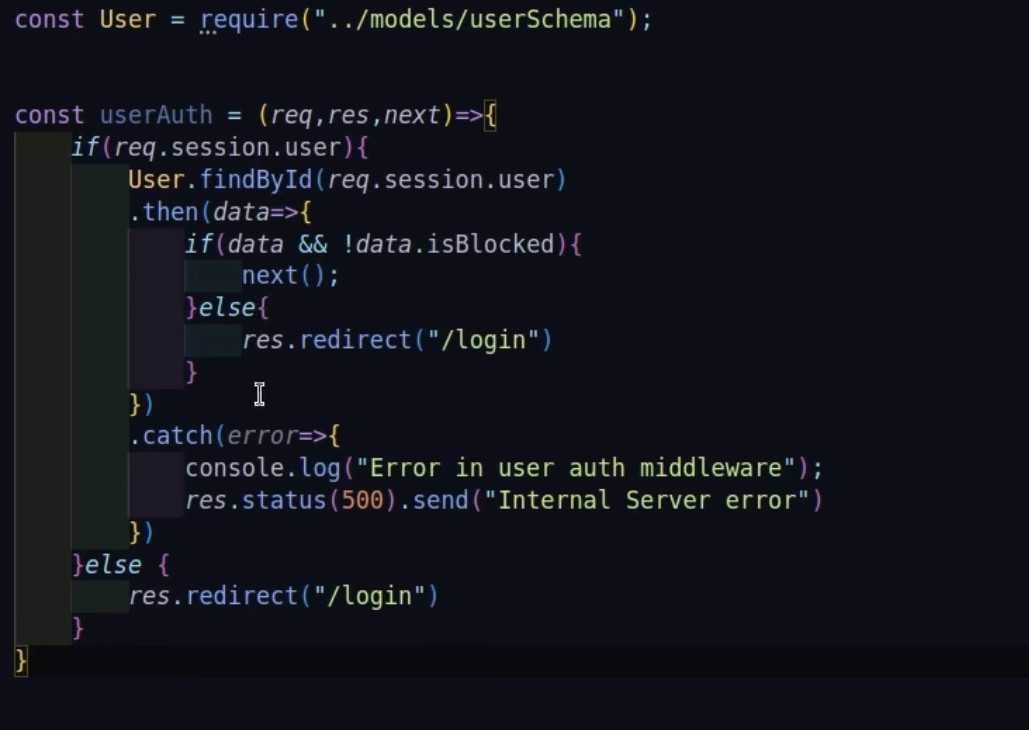 const User = require("../models/userSchema");
const userAuth = (req,res,next)=>{
if(req.session.user){
User.findById(req.session.user)
.then(data=>{
if(data && !data.isBlocked){
next();
}else{
res.redirect("/login")
}
})
.catch(error=>{
console.log("Error in user auth middleware");
res.status(500).send("Internal Server error")
})
}else {
res.redirect("/login")
}
}